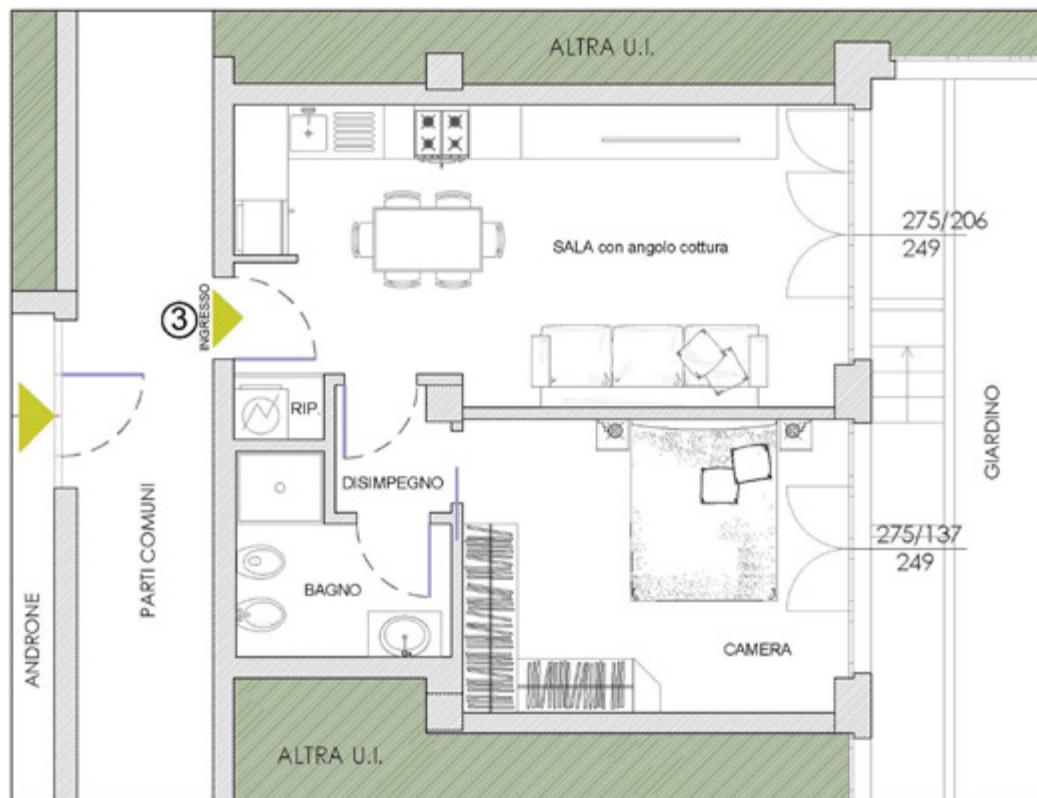 ALTRA U.I.
275/206
249
SALA con angolo cottura
3
INGRESSO
RIP.
DISIMPEGNO
GIARDINO
275/137
249
PARTI COMUNI
BAGNO
ANDRONE
CAMERA
ALTRA U.I.